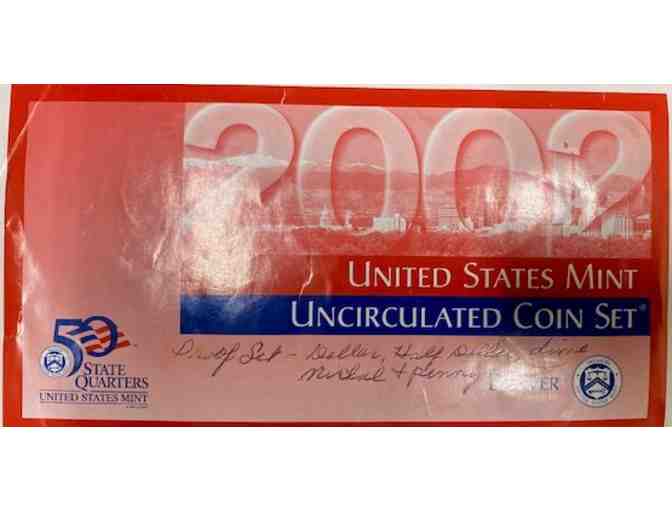 2002
UNITED STATES MINT
UNCIRCULATED COIN SET
50
STATE
QUARTERS
UNITED STATES MINT
Proof Set - Dollar, Half Dollar, dime
Nickel + Penny
DENVER